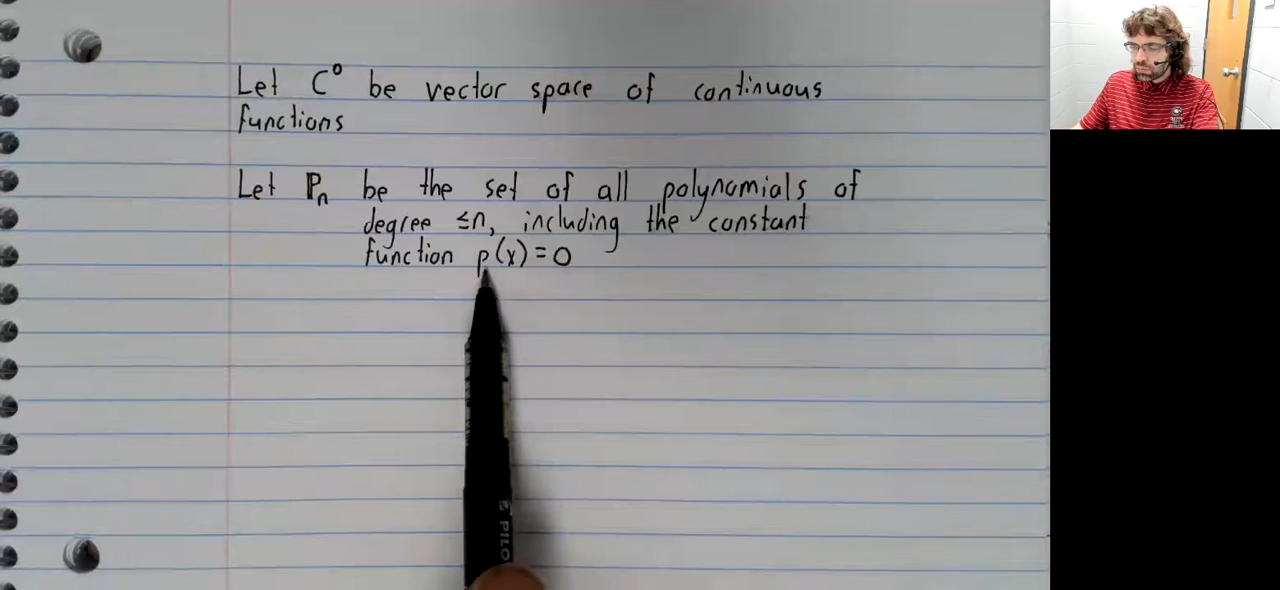 Let C⁰ be vector space of continuous
functions
Let ℙₙ be the set of all polynomials of
degree ≤n, including the constant
function p(x) = 0
PILO